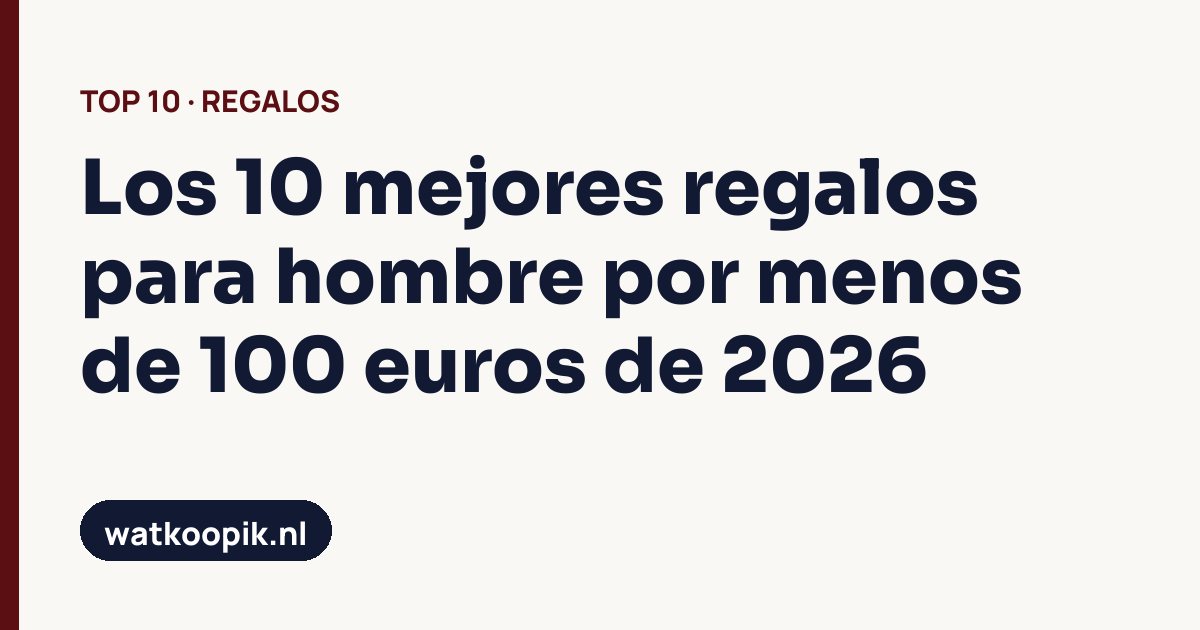 TOP 10 · REGALOS
Los 10 mejores regalos
para hombre por menos
de 100 euros de 2026
watkoopik.nl